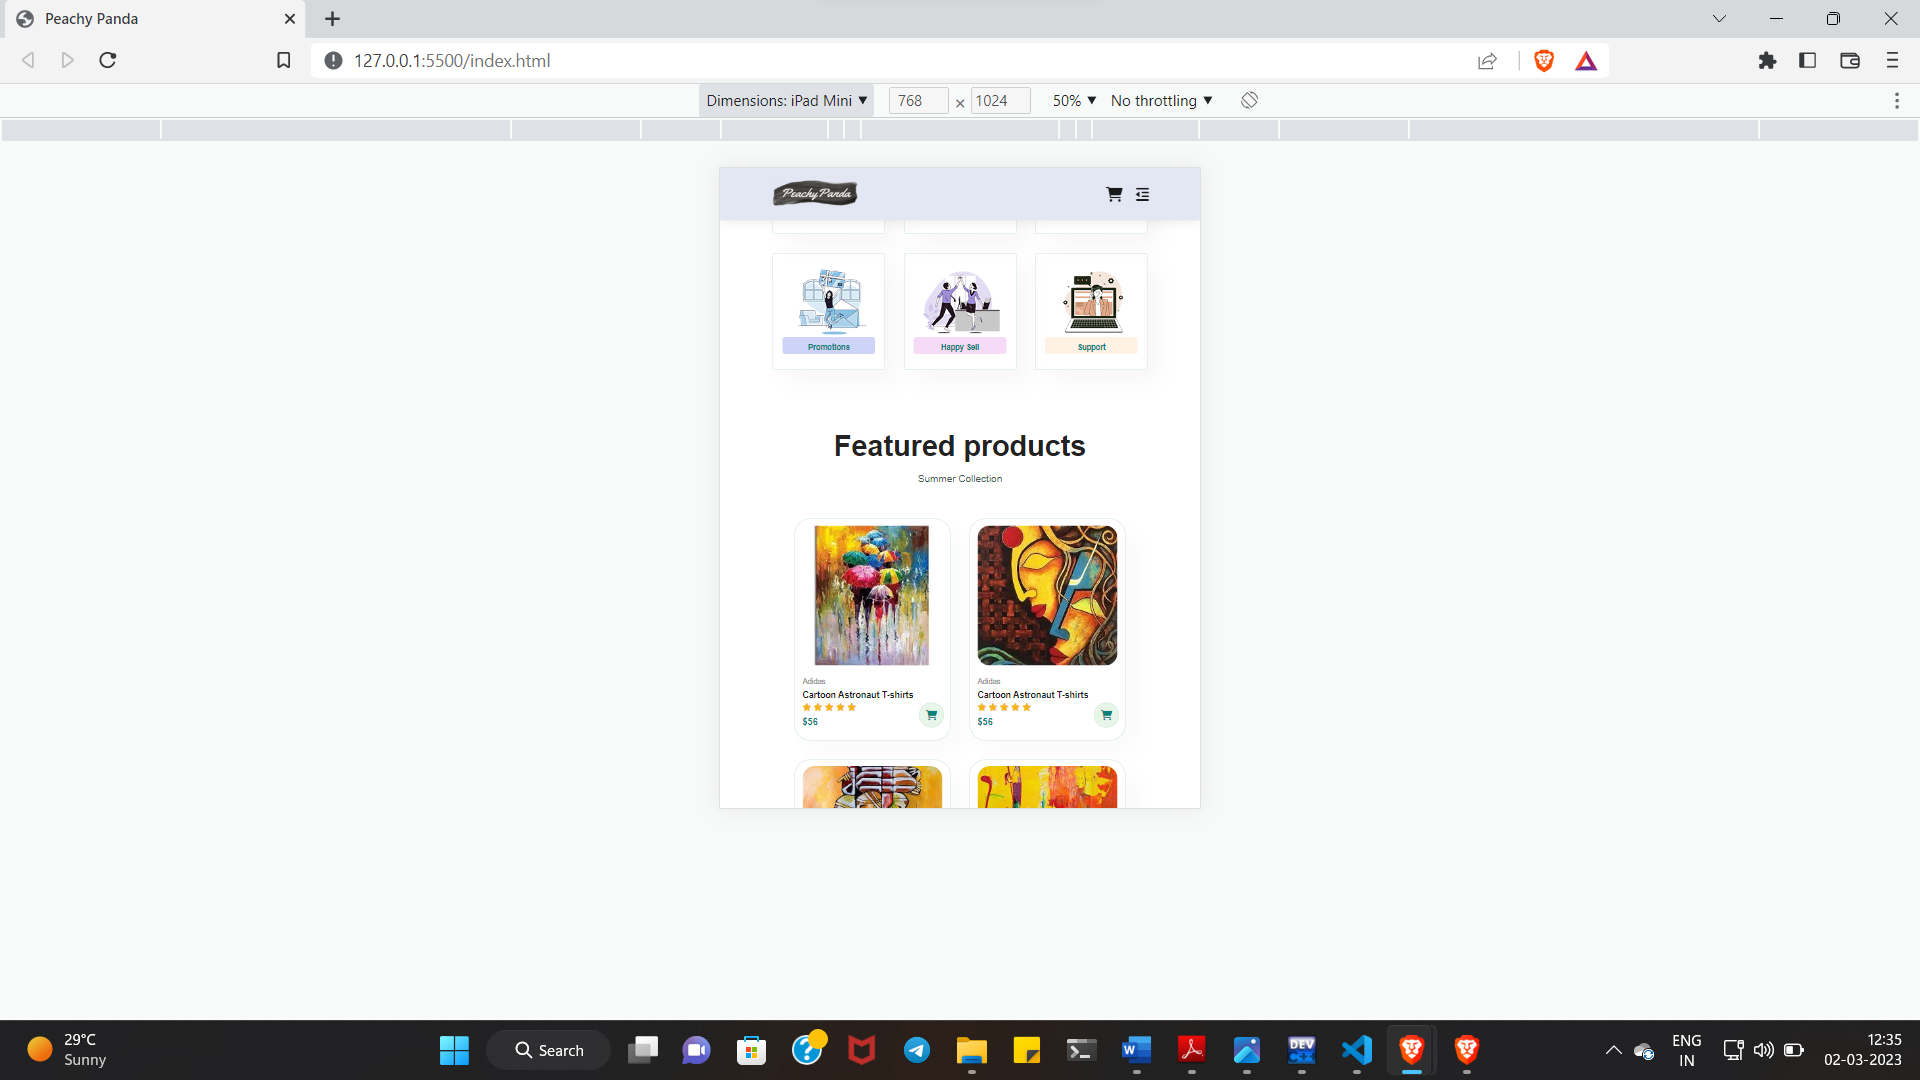 Peachy Panda
127.0.0.1:5500/index.html
Dimensions: iPad Mini ▼ 768 × 1024 50% ▼ No throttling ▼
Peachy Panda
Promotions Happy Sell Support
Featured products
Summer Collection
Adidas Adidas
Cartoon Astronaut T-shirts Cartoon Astronaut T-shirts
$56 $56
29°C
Sunny
Search
DEV
C++
ENG
IN
12:35
02-03-2023